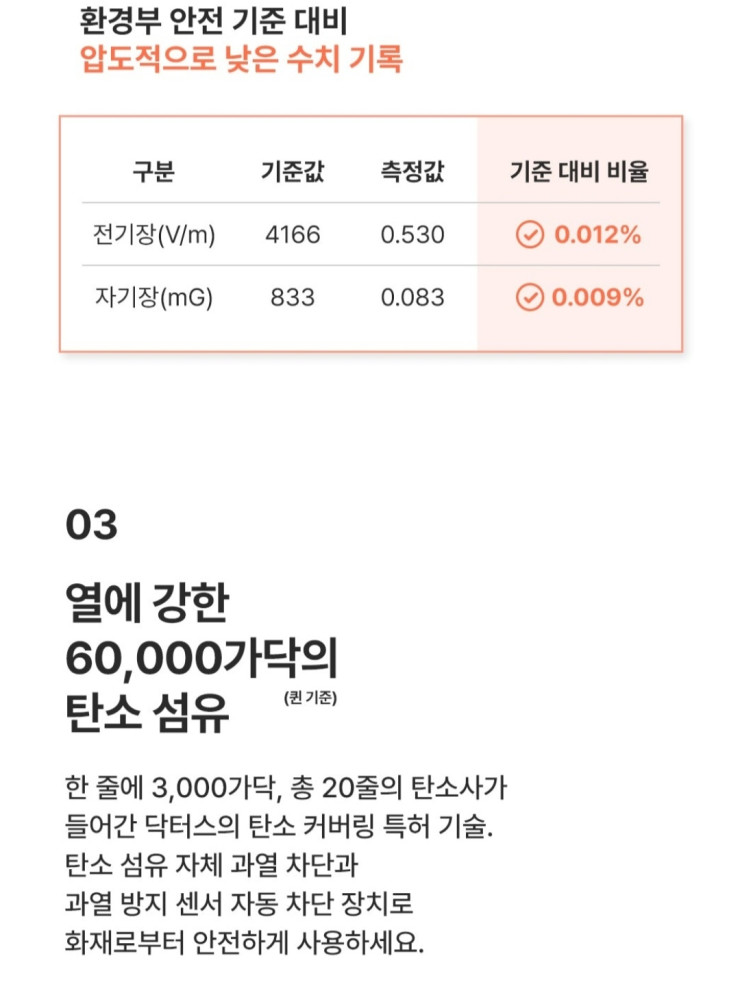 환경부 안전 기준 대비
압도적으로 낮은 수치 기록
구분 기준값 측정값 기준 대비 비율
전기장(V/m) 4166 0.530 0.012%
자기장(mG) 833 0.083 0.009%
03
열에 강한
60,000가닥의
탄소 섬유 (퀸 기준)
한 줄에 3,000가닥, 총 20줄의 탄소사가
들어간 닥터스의 탄소 커버링 특허 기술.
탄소 섬유 자체 과열 차단과
과열 방지 센서 자동 차단 장치로
화재로부터 안전하게 사용하세요.